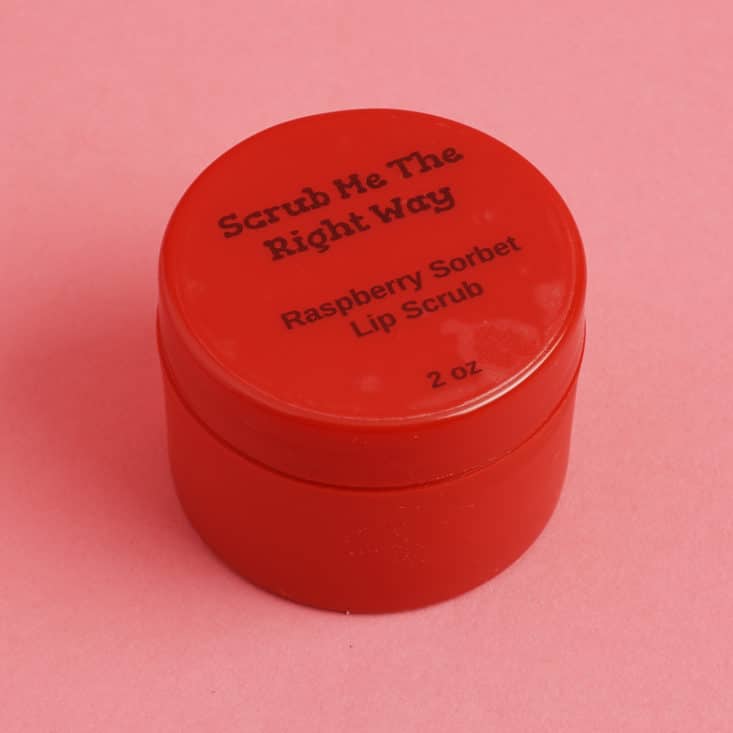 Scrub Me The
Right Way
Raspberry Sorbet
Lip Scrub
2 oz